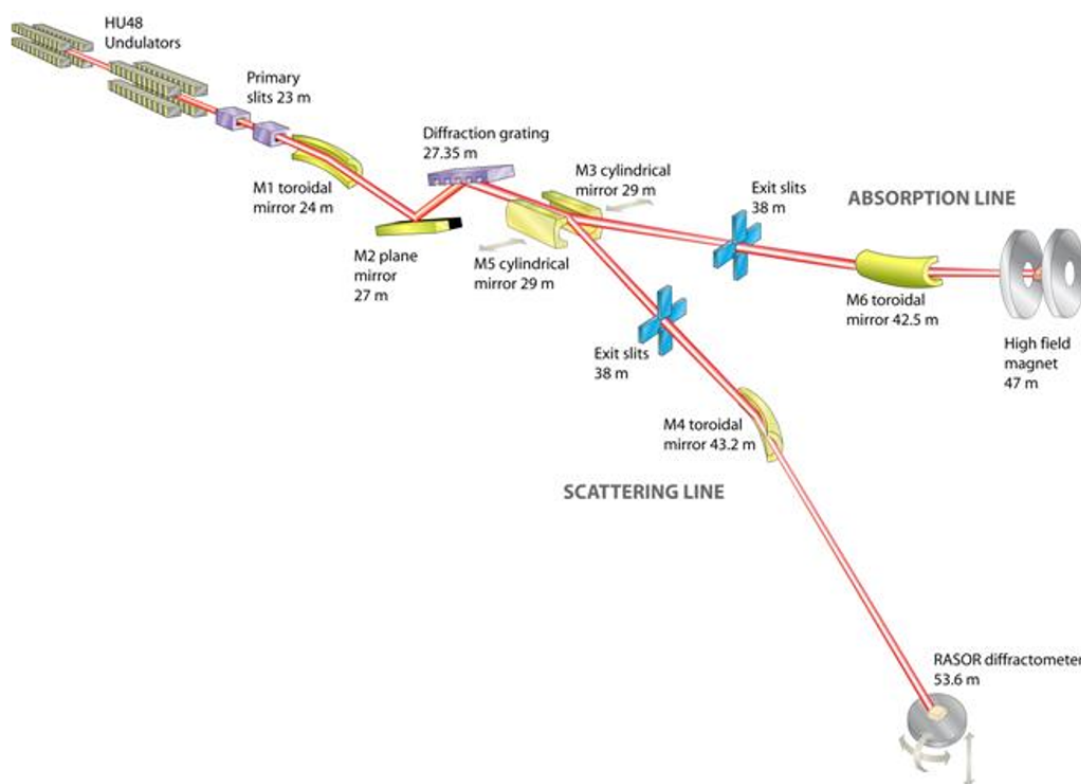 HU48
Undulators
Primary
slits 23 m
M1 toroidal
mirror 24 m
Diffraction grating
27.35 m
M2 plane
mirror
27 m
M3 cylindrical
mirror 29 m
M5 cylindrical
mirror 29 m
Exit slits
38 m
ABSORPTION LINE
M6 toroidal
mirror 42.5 m
High field
magnet
47 m
Exit slits
38 m
M4 toroidal
mirror 43.2 m
SCATTERING LINE
RASOR diffractometer
53.6 m